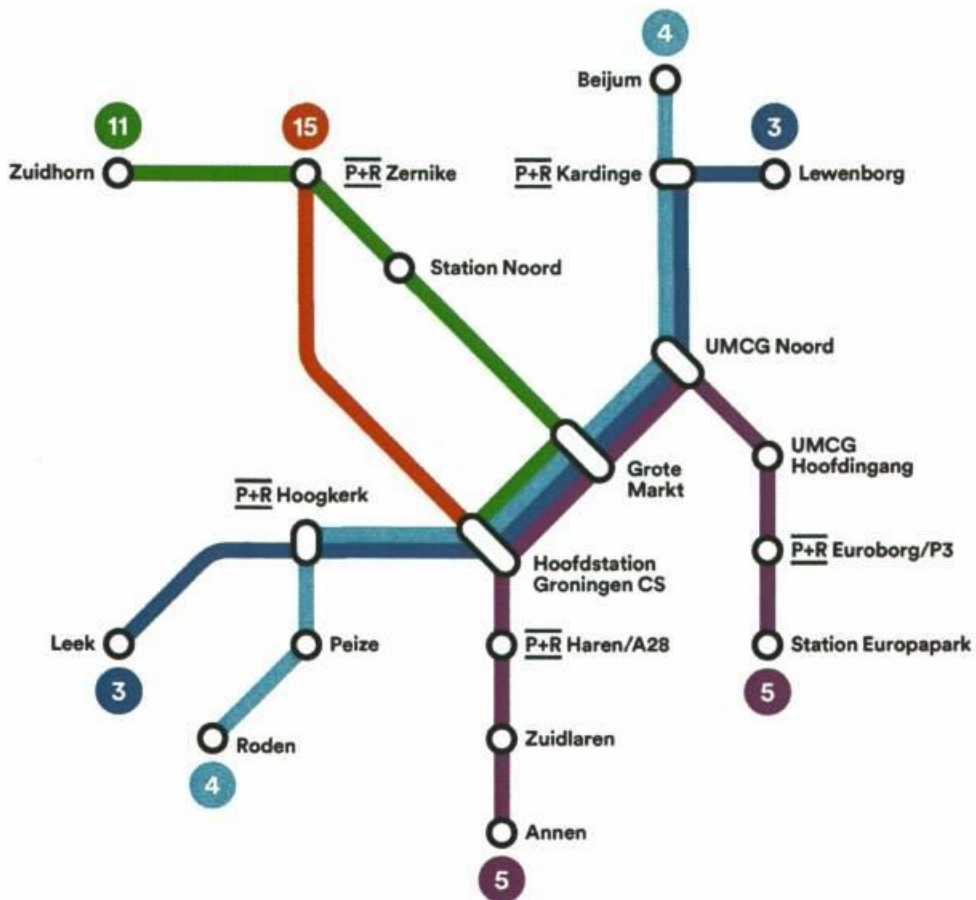 4
Beijum
11
15
3
Zuidhorn
P+R Zernike
P+R Kardinge
Lewenborg
Station Noord
UMCG Noord
UMCG
Hoofdingang
Grote
Markt
P+R Hoogkerk
P+R Euroborg/P3
Hoofdstation
Groningen CS
Leek
Peize
P+R Haren/A28
Station Europapark
3
5
Roden
Zuidlaren
4
Annen
5